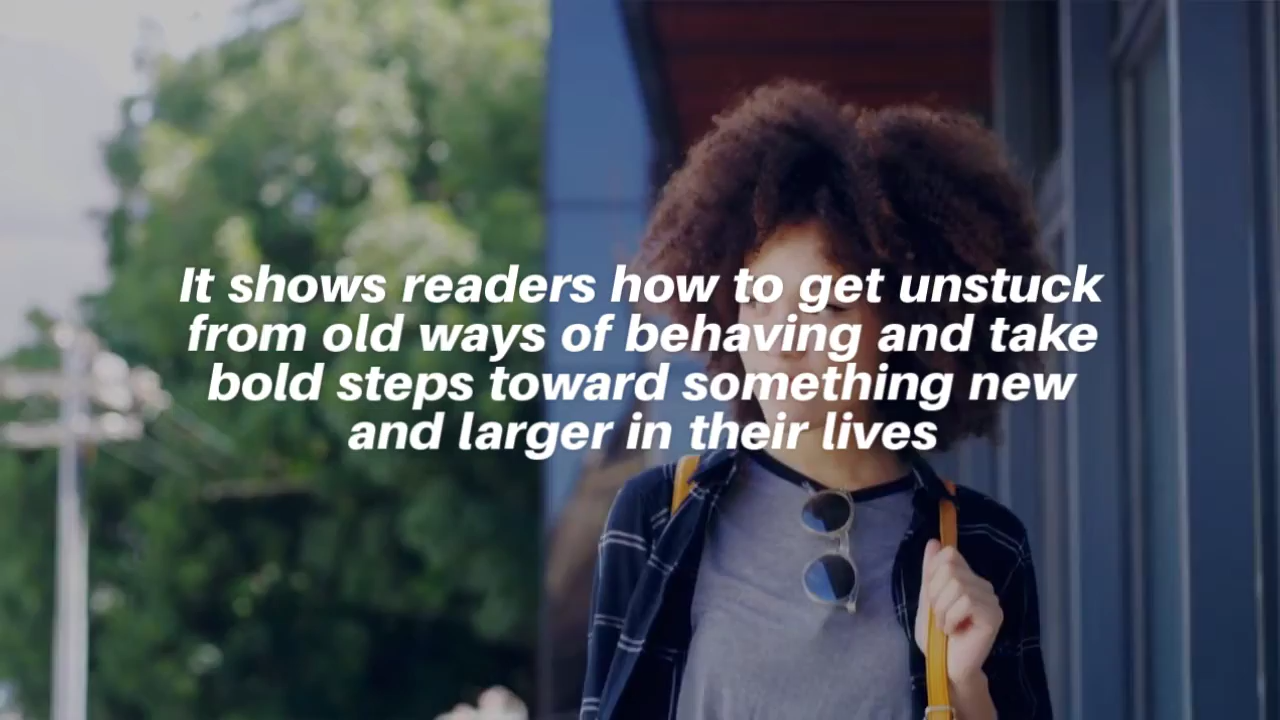 It shows readers how to get unstuck
from old ways of behaving and take
bold steps toward something new
and larger in their lives